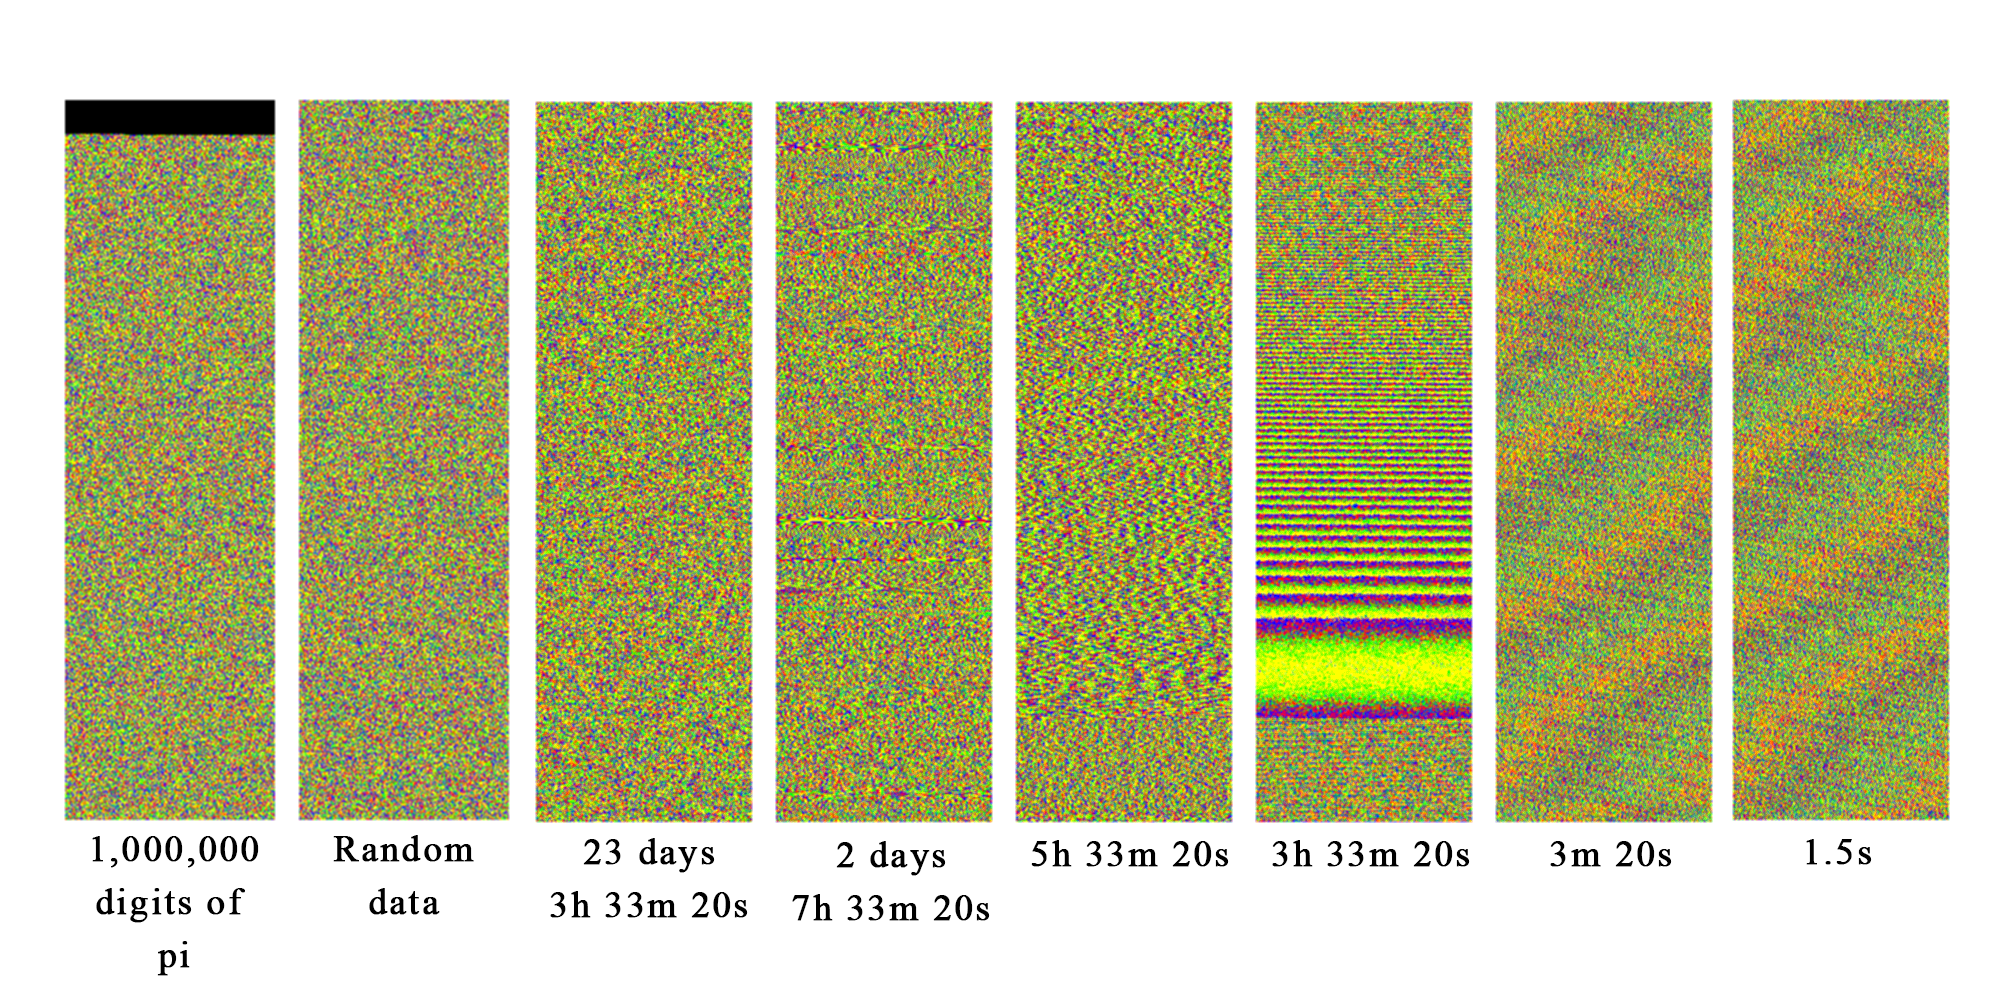 1,000,000
digits of
pi
Random
data
23 days
3h 33m 20s
2 days
7h 33m 20s
5h 33m 20s
3h 33m 20s
3m 20s
1.5s